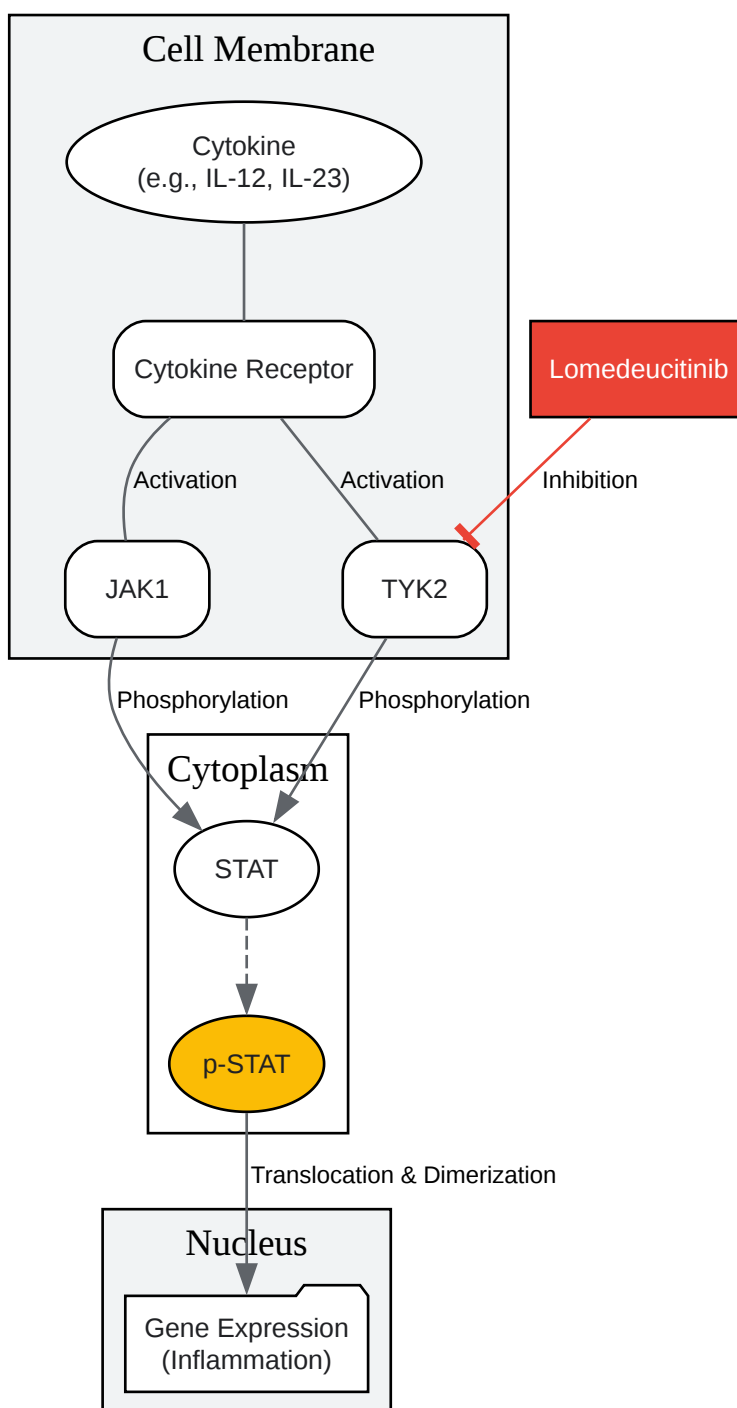 Cell Membrane
Cytokine
(e.g., IL-12, IL-23)
Cytokine Receptor
Lomedeucitinib
Activation
Activation
Inhibition
JAK1
TYK2
Phosphorylation
Phosphorylation
Cytoplasm
STAT
p-STAT
Translocation & Dimerization
Nucleus
Gene Expression
(Inflammation)